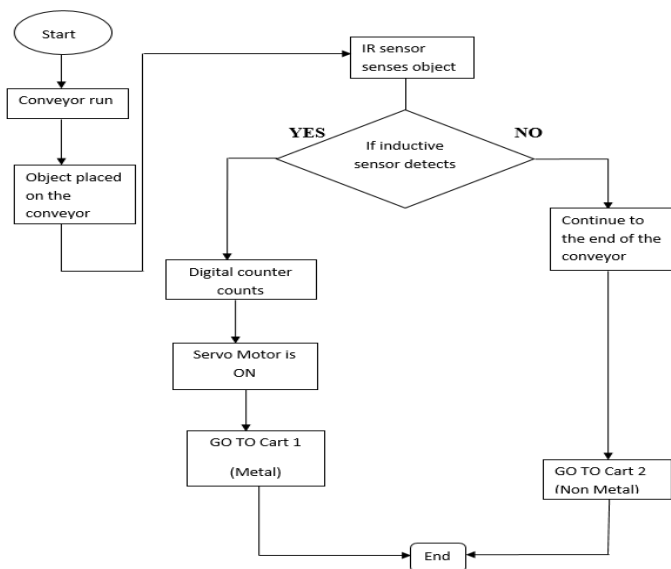 Start
Conveyor run
Object placed
on the
conveyor
IR sensor
senses object
If inductive
sensor detects
YES
NO
Digital counter
counts
Servo Motor is
ON
GO TO Cart 1
(Metal)
Continue to
the end of the
conveyor
GO TO Cart 2
(Non Metal)
End